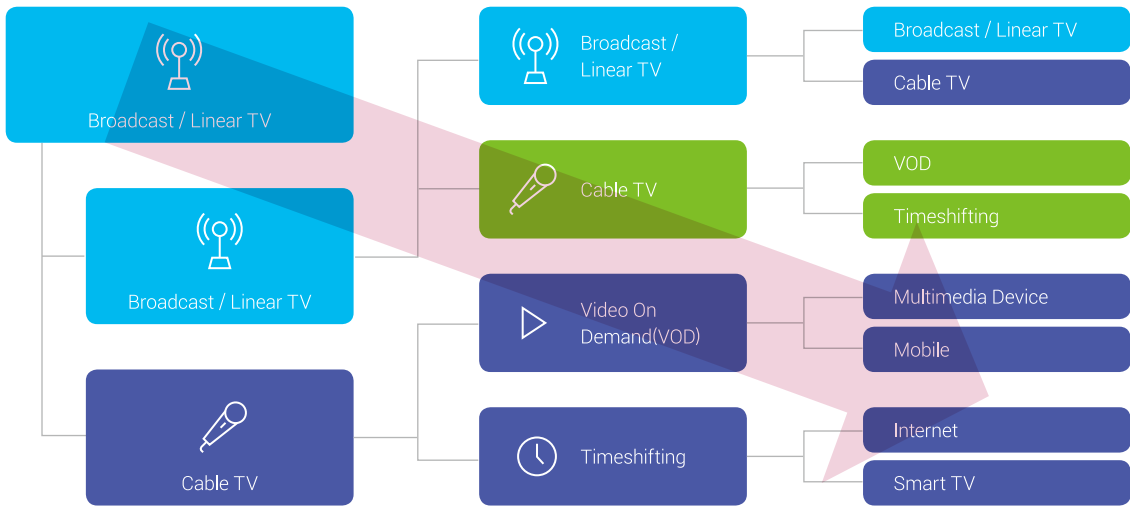 Broadcast / Linear TV
Broadcast / Linear TV
Cable TV
Broadcast /
Linear TV
Cable TV
Video On
Demand(VOD)
Timeshifting
Broadcast / Linear TV
Cable TV
VOD
Timeshifting
Multimedia Device
Mobile
Internet
Smart TV